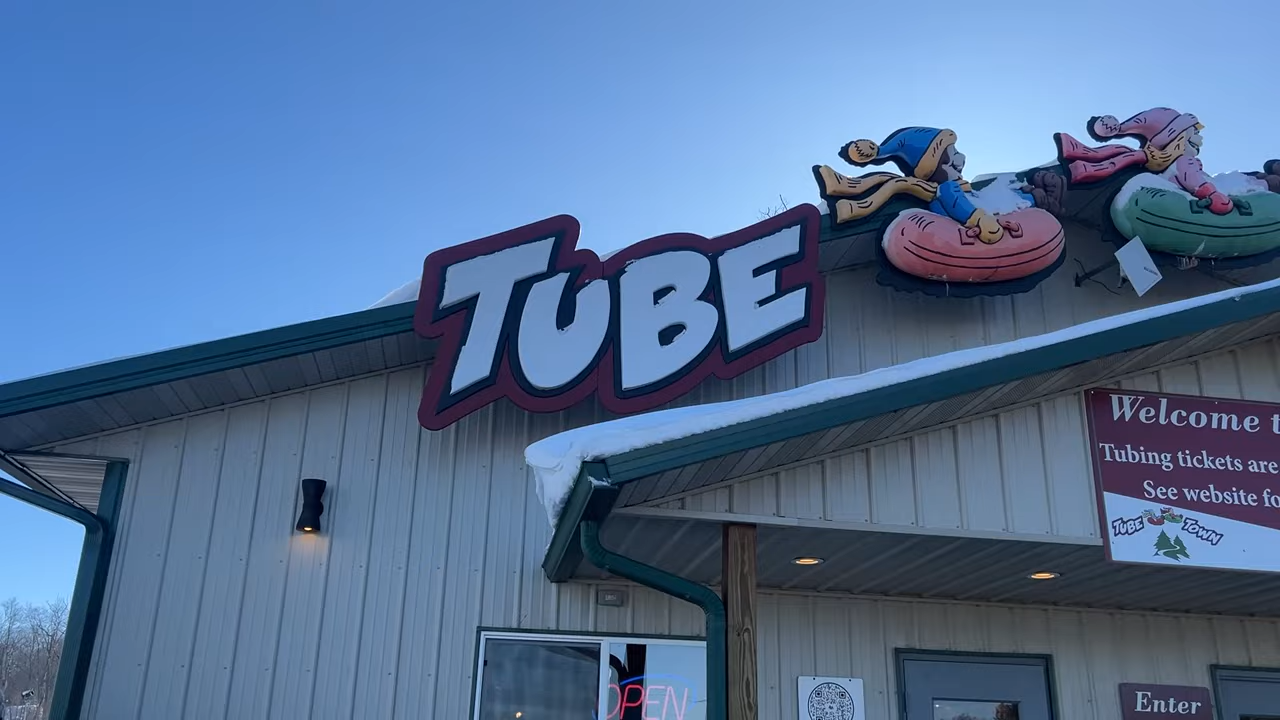 TUBE
Welcome t
Tubing tickets are
See website fo
TUBE TOWN
OPEN
Enter